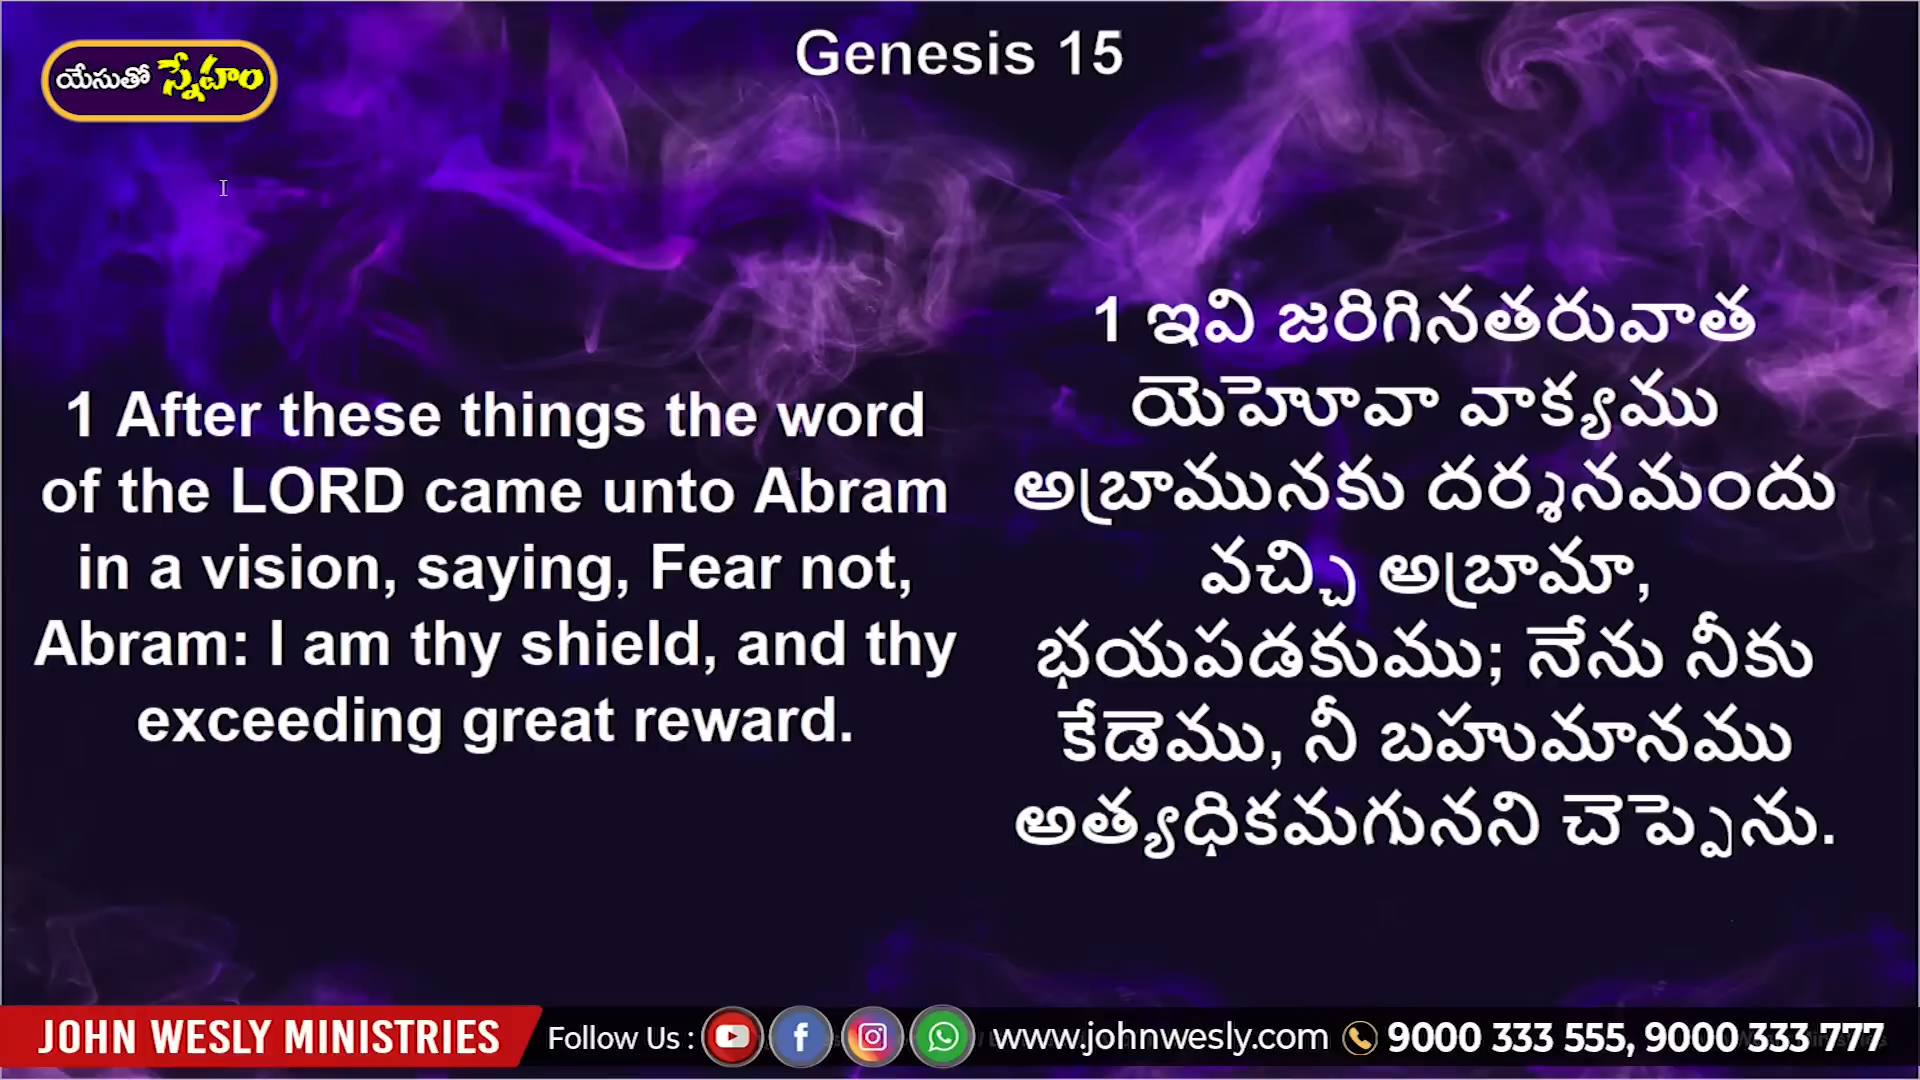 Genesis 15
యేసుతో స్నేహం
1 After these things the word
of the LORD came unto Abram
in a vision, saying, Fear not,
Abram: I am thy shield, and thy
exceeding great reward.
1 ఇవి జరిగినతరువాత
యెహెూవా వాక్యము
అబ్రామునకు దర్శనమందు
వచ్చి అబ్రామా,
భయపడకుము; నేను నీకు
కేడెము, నీ బహుమానము
అత్యధికమగునని చెప్పెను.
JOHN WESLY MINISTRIES
Follow Us :
www.johnwesly.com
9000 333 555, 9000 333 777